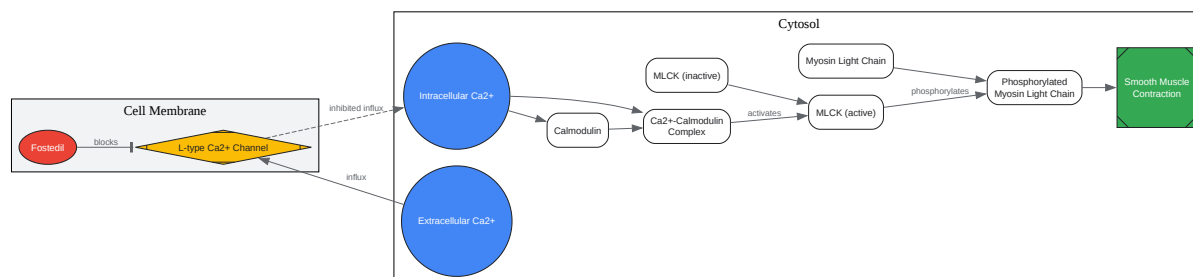 Cytosol
Cell Membrane
Fostedil
blocks
L-type Ca2+ Channel
inhibited influx
influx
Intracellular Ca2+
Extracellular Ca2+
Calmodulin
MLCK (inactive)
Ca2+-Calmodulin
Complex
activates
Myosin Light Chain
MLCK (active)
phosphorylates
Phosphorylated
Myosin Light Chain
Smooth Muscle
Contraction